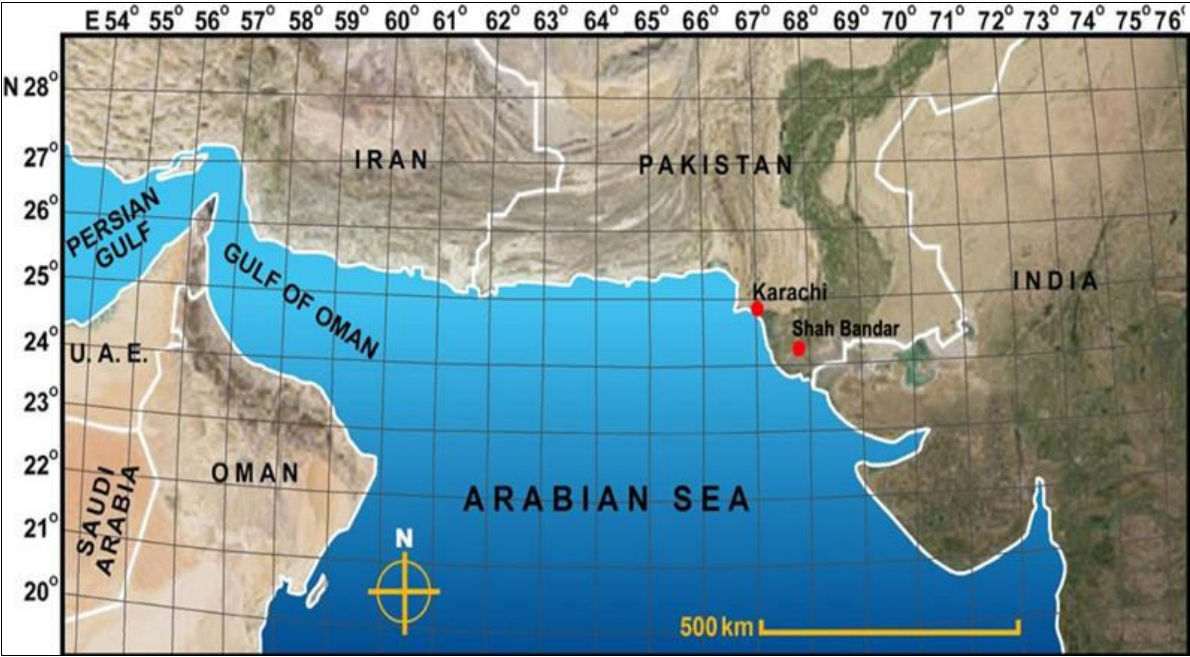 E 54° 55° 56° 57° 58° 59° 60° 61° 62° 63° 64° 65° 66° 67° 68° 69° 70° 71° 72° 73° 74° 75° 76°
N 28°
27°
26°
25°
24°
23°
22°
21°
20°
IRAN
PAKISTAN
PERSIAN
GULF
GULF OF OMAN
INDIA
Karachi
Shah Bandar
U. A. E.
OMAN
SAUDI
ARABIA
ARABIAN SEA
N
500 km